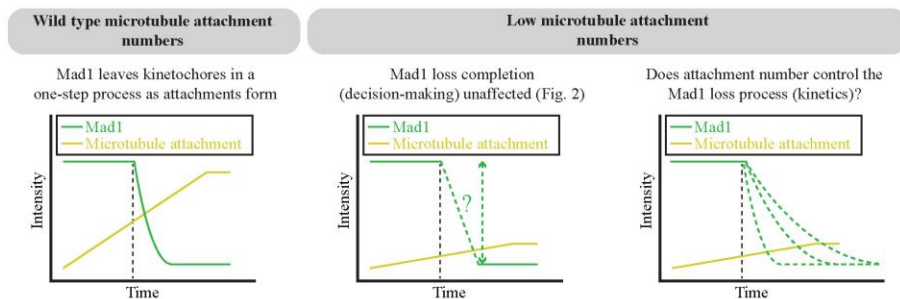 Wild type microtubule attachment
numbers
Low microtubule attachment
numbers
Mad1 leaves kinetochores in a
one-step process as attachments form
Mad1 loss completion
(decision-making) unaffected (Fig. 2)
Does attachment number control the
Mad1 loss process (kinetics)?
Mad1
Microtubule attachment
Intensity
Time
Mad1
Microtubule attachment
?
Intensity
Time
Mad1
Microtubule attachment
Intensity
Time